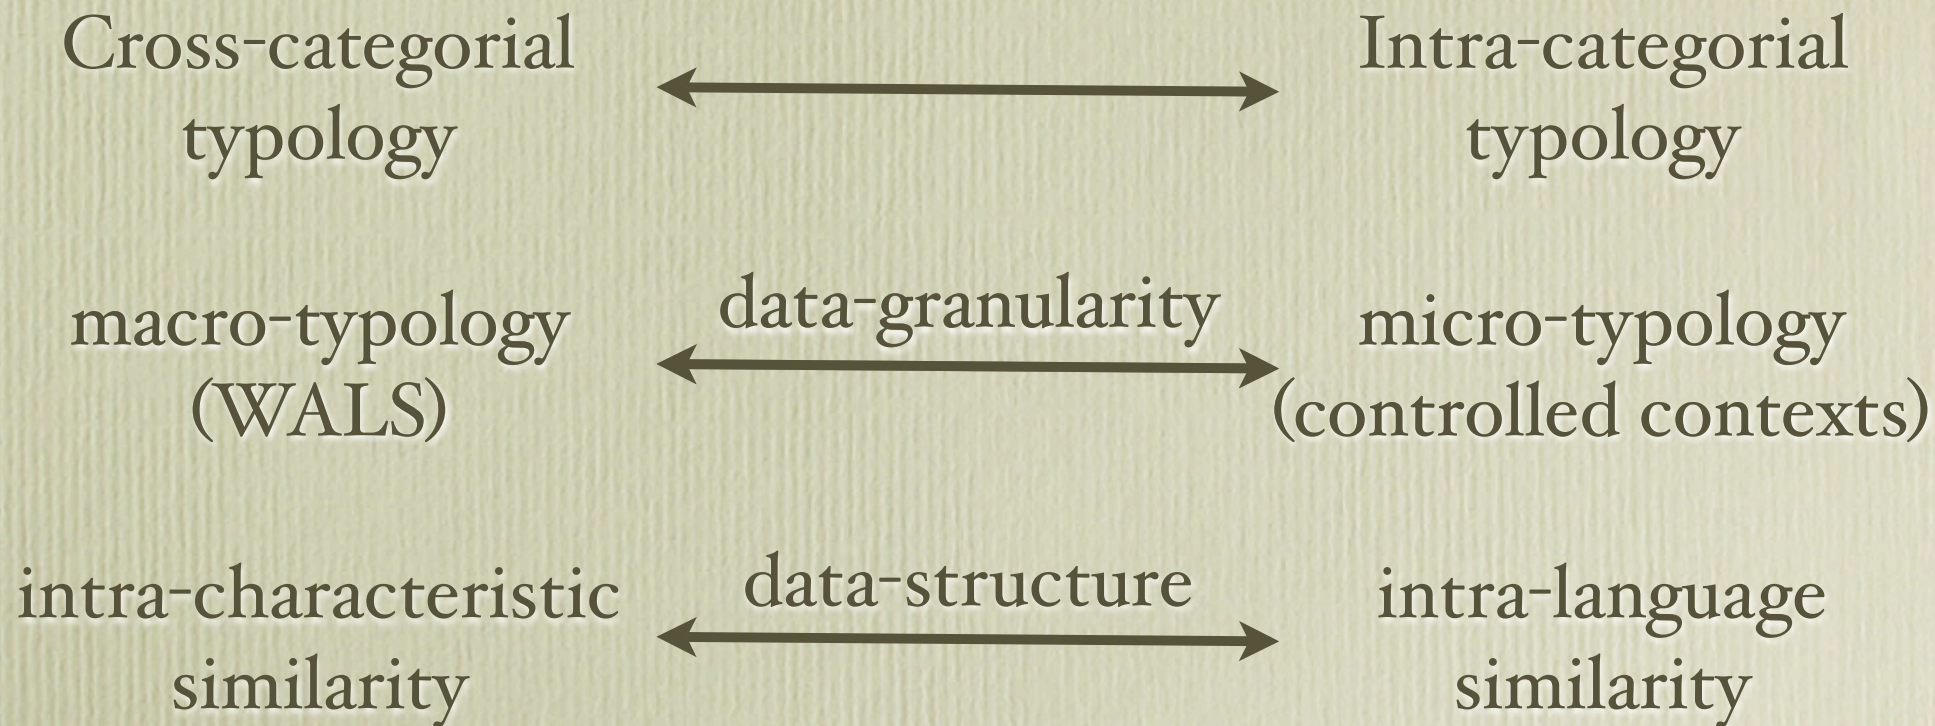 Cross-categorial
typology
Intra-categorial
typology
macro-typology
(WALS)
data-granularity
micro-typology
(controlled contexts)
intra-characteristic
similarity
data-structure
intra-language
similarity